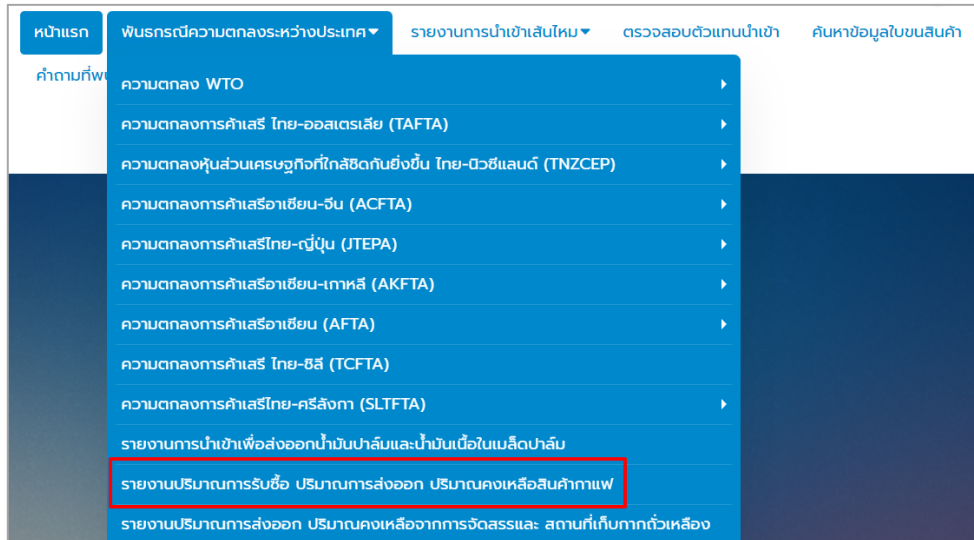 หน้าแรก พันธกรณีความตกลงระหว่างประเทศ รายงานการนำเข้าเส้นไหม ตรวจสอบตัวแทนนำเข้า ค้นหาข้อมูลใบขนสินค้า
ความตกลง WTO
ความตกลงการค้าเสรี ไทย-ออสเตรเลีย (TAFTA)
ความตกลงหุ้นส่วนเศรษฐกิจที่ใกล้ชิดกันยิ่งขึ้น ไทย-นิวซีแลนด์ (TNZCEP)
ความตกลงการค้าเสรีอาเซียน-จีน (ACFTA)
ความตกลงการค้าเสรีไทย-ญี่ปุ่น (JTEPA)
ความตกลงการค้าเสรีอาเซียน-เกาหลี (AKFTA)
ความตกลงการค้าเสรีอาเซียน (AFTA)
ความตกลงการค้าเสรี ไทย-ชิลี (TCFTA)
ความตกลงการค้าเสรีไทย-ศรีลังกา (SLTFTA)
รายงานการนำเข้าเพื่อส่งออกน้ำมันปาล์มและน้ำมันเนื้อในเมล็ดปาล์ม
รายงานปริมาณการรับซื้อ ปริมาณการส่งออก ปริมาณคงเหลือสินค้ากาแฟ
รายงานปริมาณการส่งออก ปริมาณคงเหลือจากการจัดสรรและ สถานที่เก็บกากถั่วเหลือง